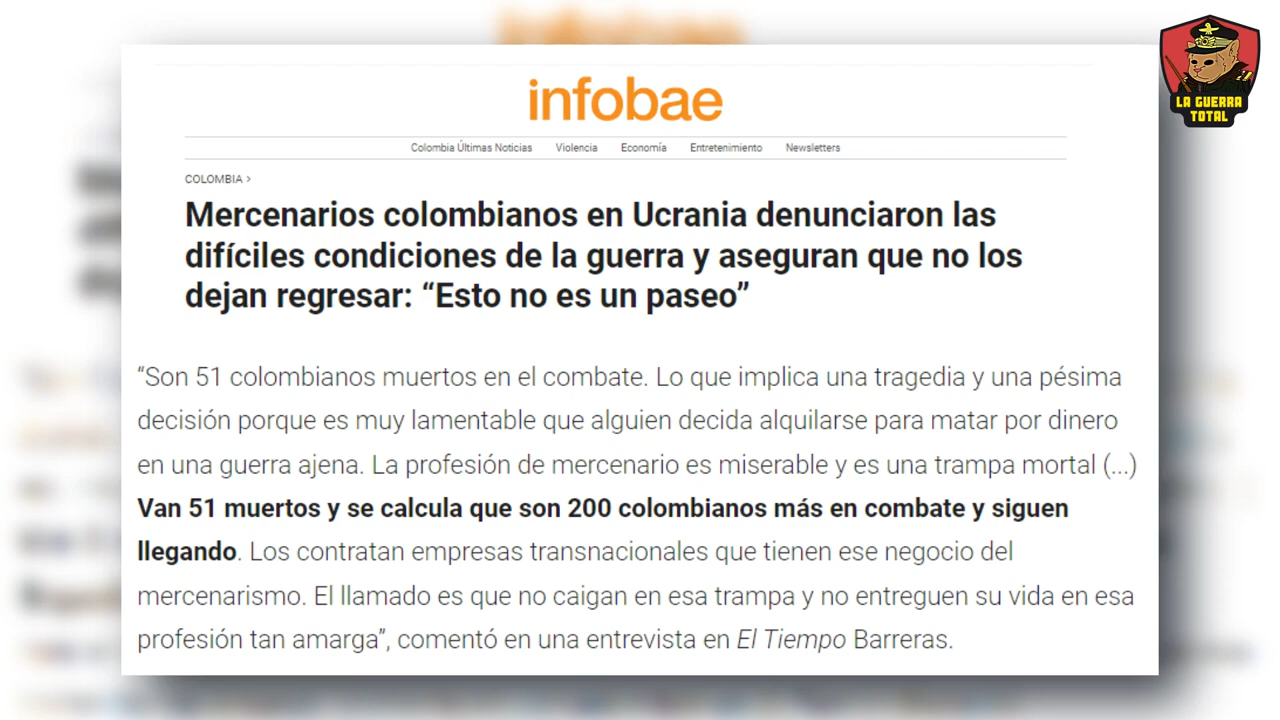 infobae
LA GUERRA
TOTAL
Colombia Últimas Noticias Violencia Economía Entretenimiento Newsletters
COLOMBIA >
Mercenarios colombianos en Ucrania denunciaron las
difíciles condiciones de la guerra y aseguran que no los
dejan regresar: “Esto no es un paseo”
“Son 51 colombianos muertos en el combate. Lo que implica una tragedia y una pésima
decisión porque es muy lamentable que alguien decida alquilarse para matar por dinero
en una guerra ajena. La profesión de mercenario es miserable y es una trampa mortal (...)
Van 51 muertos y se calcula que son 200 colombianos más en combate y siguen
llegando. Los contratan empresas transnacionales que tienen ese negocio del
mercenarismo. El llamado es que no caigan en esa trampa y no entreguen su vida en esa
profesión tan amarga”, comentó en una entrevista en El Tiempo Barreras.